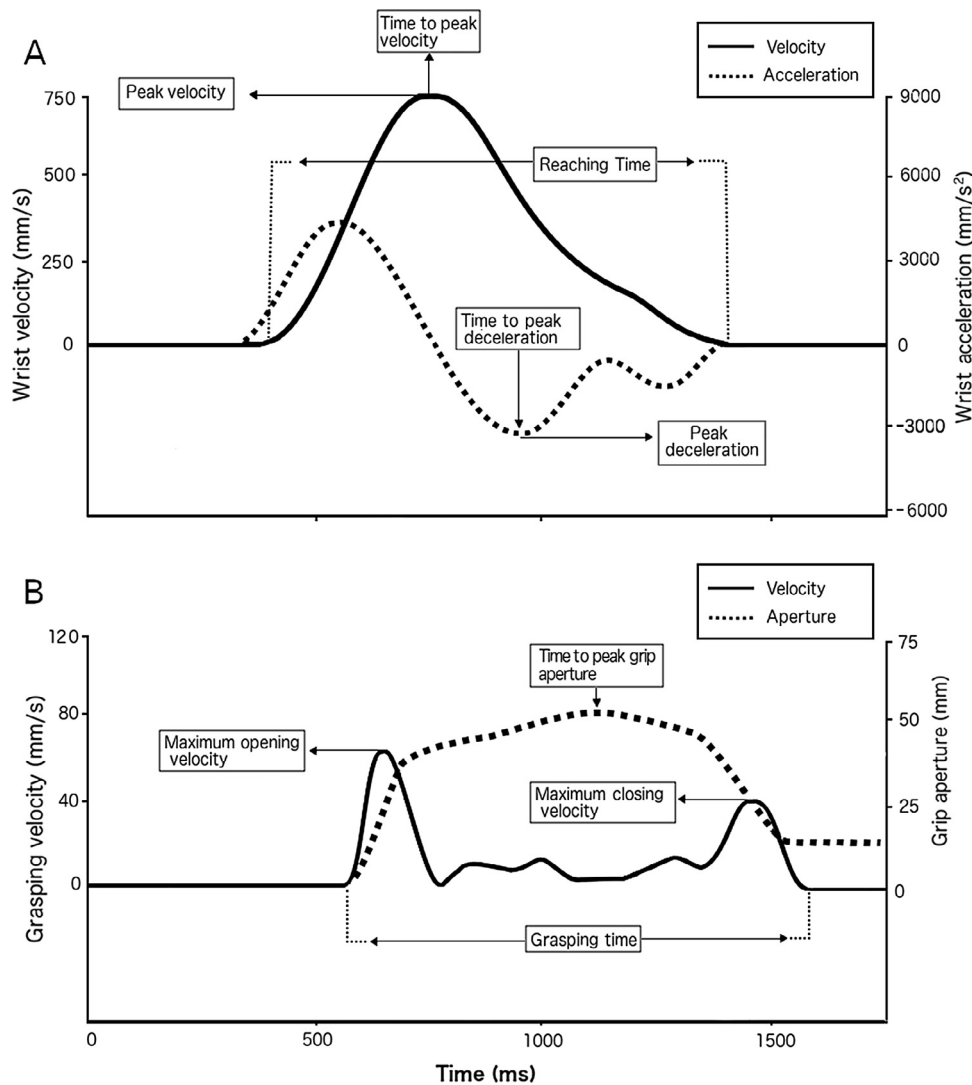 A
Time to peak
velocity
Velocity
Acceleration
Peak velocity
750
500
250
0
Wrist velocity (mm/s)
9000
6000
3000
0
-3000
-6000
Wrist acceleration (mm/s²)
Reaching Time
Time to peak
deceleration
Peak
deceleration
B
Velocity
Aperture
120
80
40
0
Grasping velocity (mm/s)
75
50
25
0
Grip aperture (mm)
Time to peak grip
aperture
Maximum opening
velocity
Maximum closing
velocity
Grasping time
0
500
1000
1500
Time (ms)